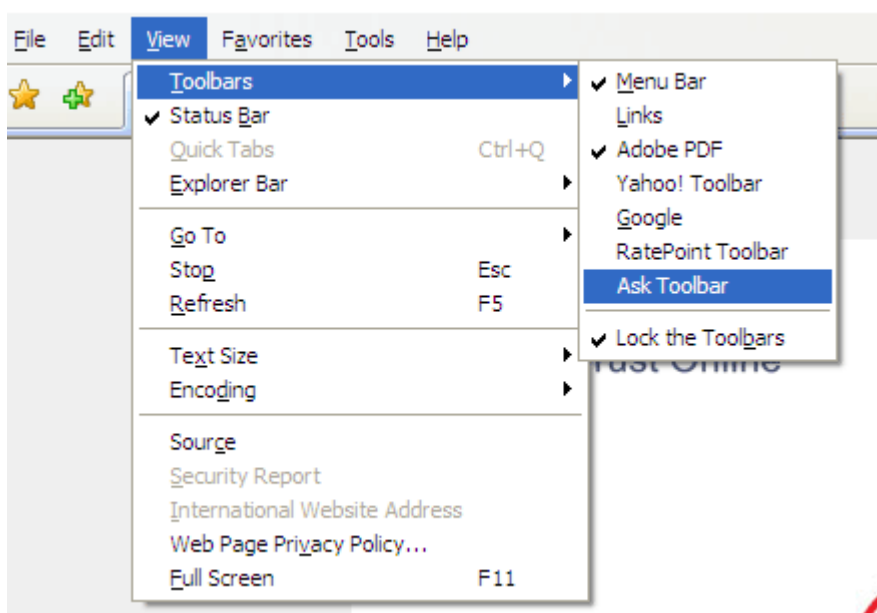 File Edit View Favorites Tools Help
Toolbars
Status Bar
Quick Tabs Ctrl+Q
Explorer Bar
Go To
Stop Esc
Refresh F5
Text Size
Encoding
Source
Security Report
International Website Address
Web Page Privacy Policy...
Full Screen F11
Menu Bar
Links
Adobe PDF
Yahoo! Toolbar
Google
RatePoint Toolbar
Ask Toolbar
Lock the Toolbars
Online